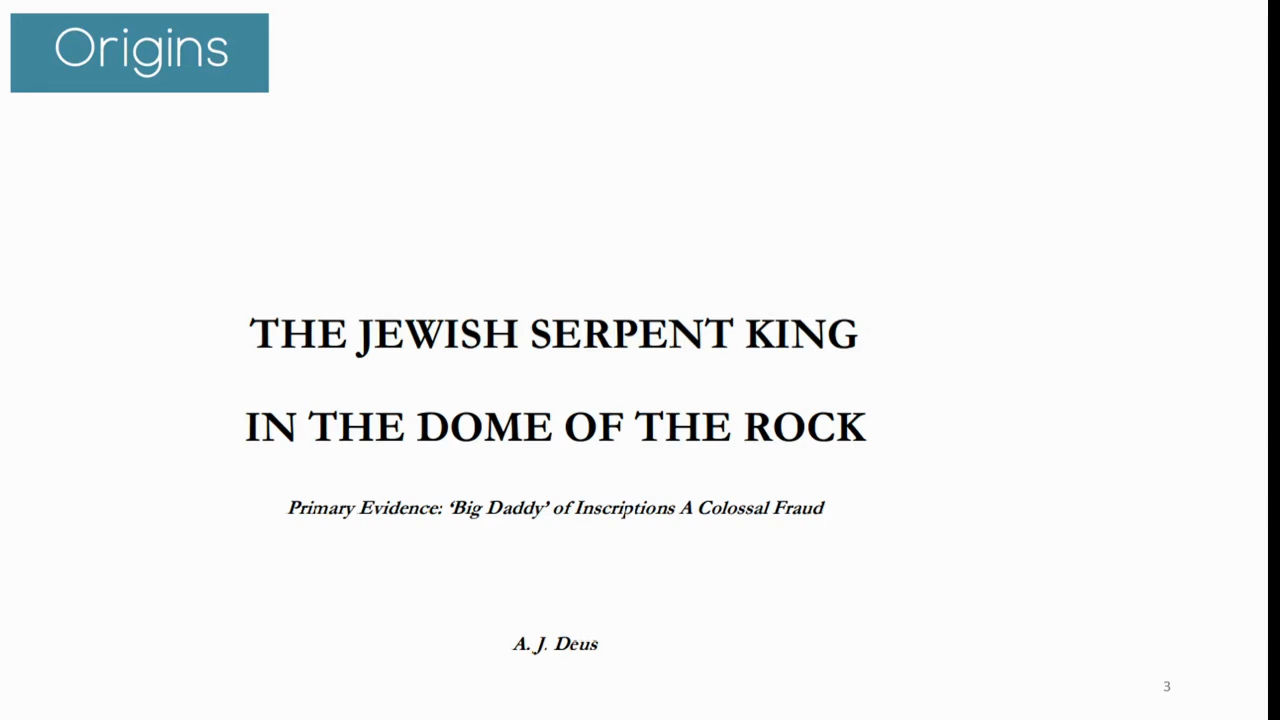 Origins
THE JEWISH SERPENT KING
IN THE DOME OF THE ROCK
Primary Evidence: ‘Big Daddy’ of Inscriptions A Colossal Fraud
A. J. Deus
3